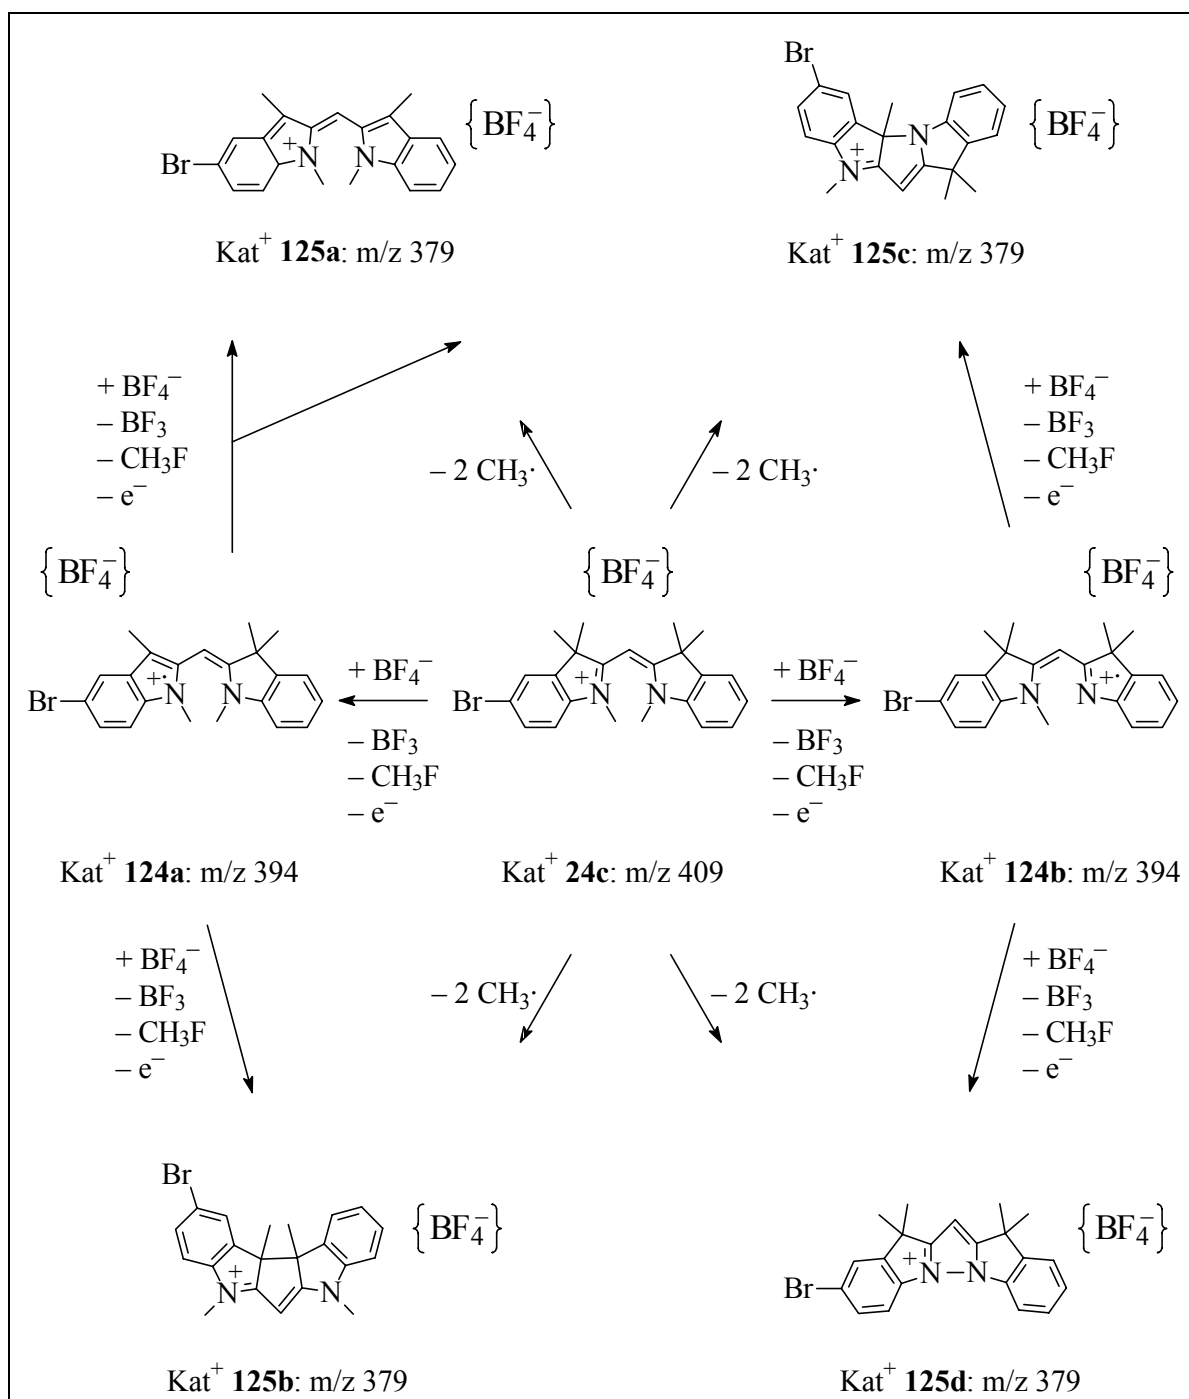 Br
{BF₄⁻}
Br
N
+
N
Kat⁺ 125a: m/z 379
Br
{BF₄⁻}
N
+
N
Kat⁺ 125c: m/z 379
+ BF₄⁻
– BF₃
– CH₃F
– e⁻
– 2 CH₃·
– 2 CH₃·
+ BF₄⁻
– BF₃
– CH₃F
– e⁻
{BF₄⁻}
{BF₄⁻}
{BF₄⁻}
Br
+·
N
N
+ BF₄⁻
– BF₃
– CH₃F
– e⁻
Br
+
N
N
+ BF₄⁻
– BF₃
– CH₃F
– e⁻
Br
N
N
+·
Kat⁺ 124a: m/z 394
Kat⁺ 24c: m/z 409
Kat⁺ 124b: m/z 394
+ BF₄⁻
– BF₃
– CH₃F
– e⁻
– 2 CH₃·
– 2 CH₃·
+ BF₄⁻
– BF₃
– CH₃F
– e⁻
Br
{BF₄⁻}
+
N
N
Kat⁺ 125b: m/z 379
{BF₄⁻}
Br
+
N
N
Kat⁺ 125d: m/z 379